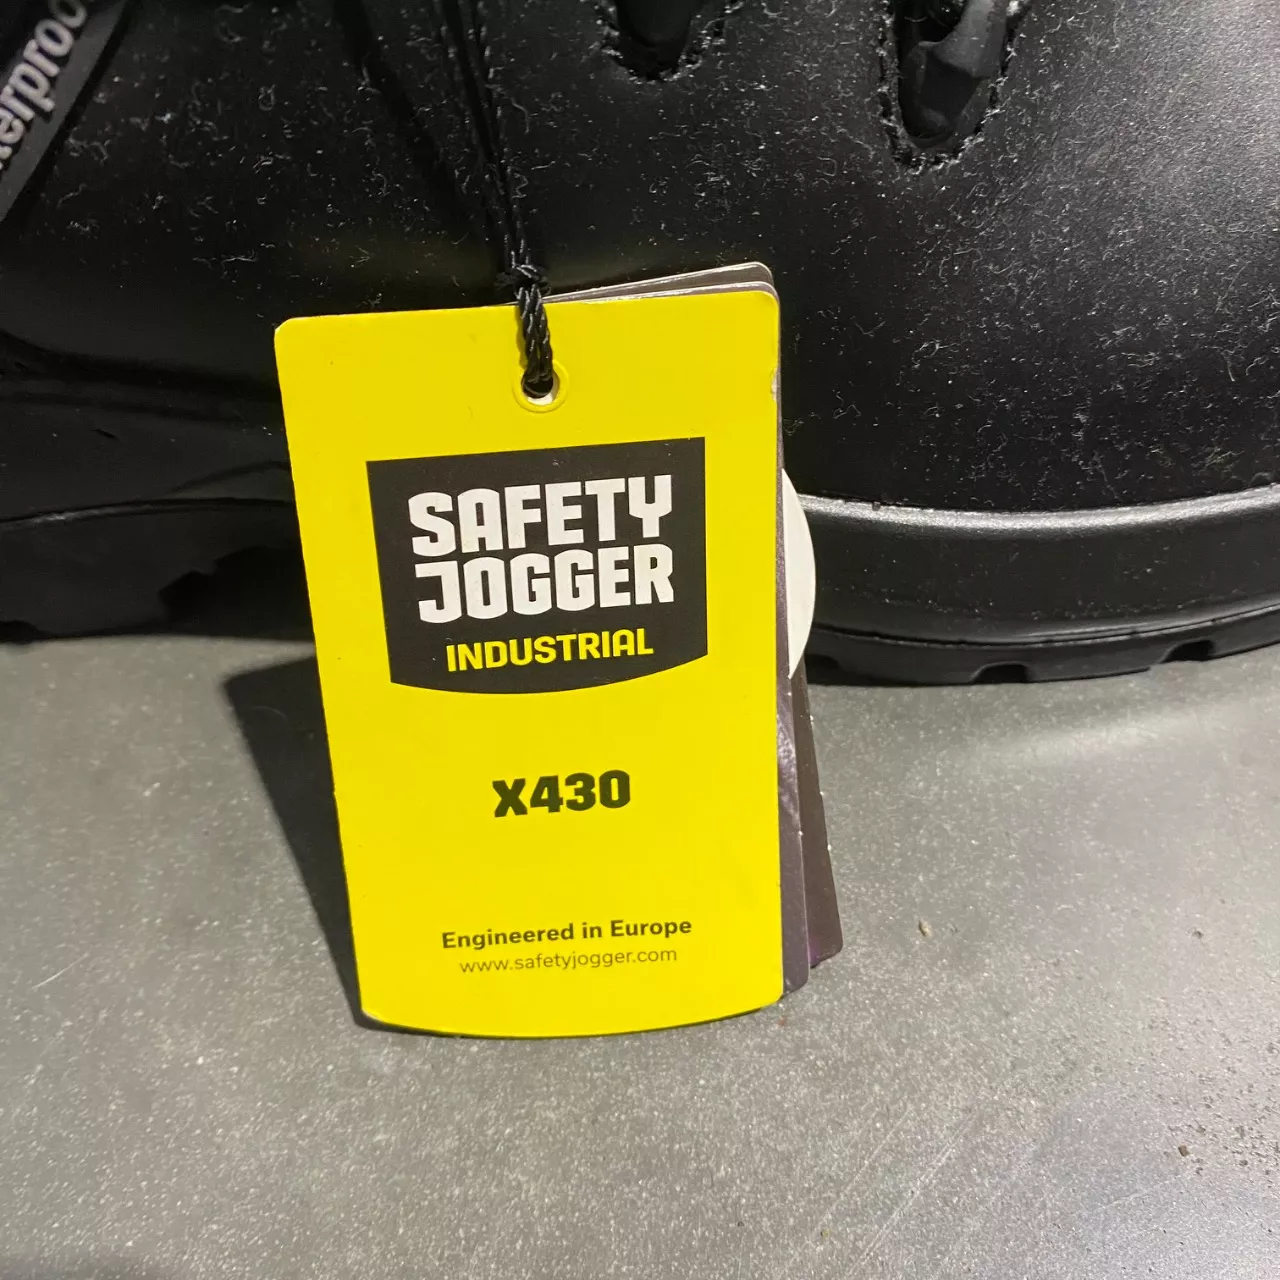 SAFETY
JOGGER
INDUSTRIAL
X430
Engineered in Europe
www.safetyjogger.com